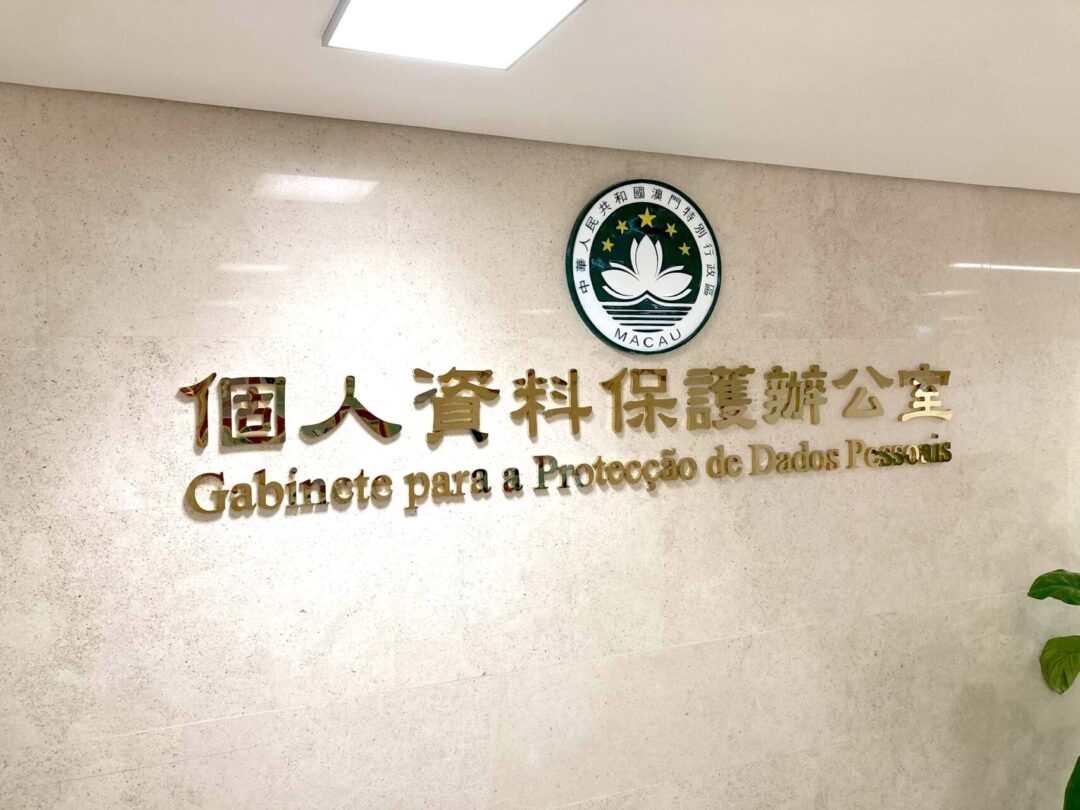 中華人民共和國澳門特別行政區
MACAU
個人資料保護辦公室
Gabinete para a Protecção de Dados Pessoais